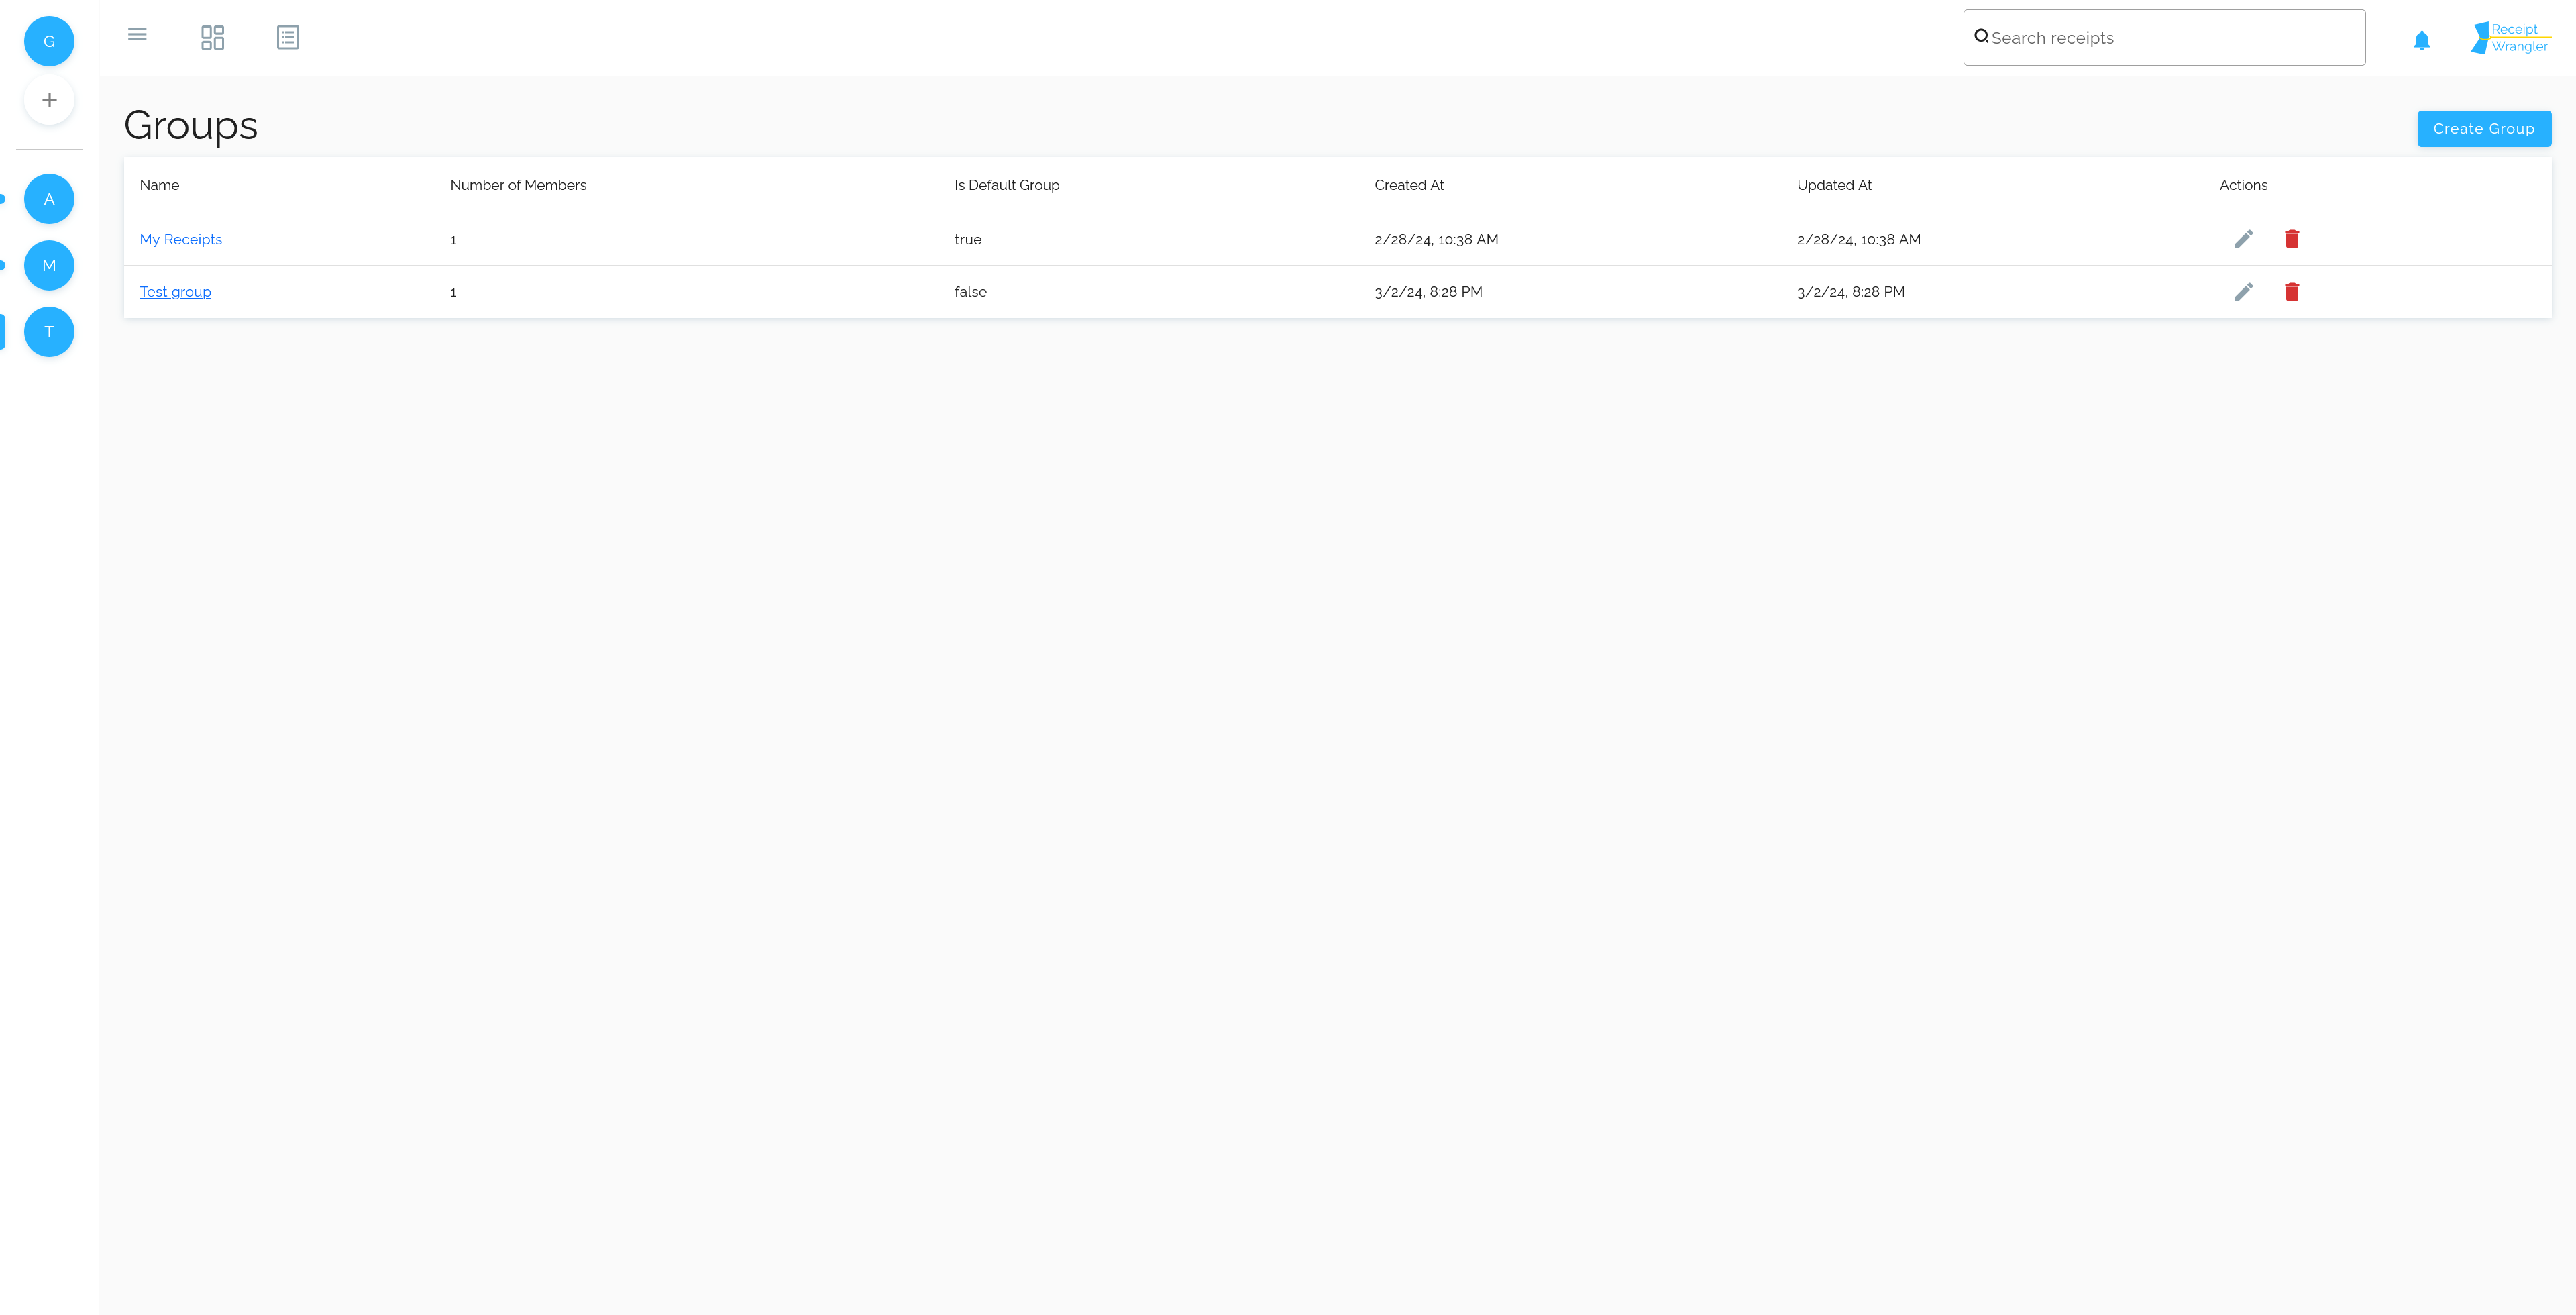 G
Search receipts
Receipt
Wrangler
+
Groups
Create Group
Name Number of Members Is Default Group Created At Updated At Actions
A
My Receipts 1 true 2/28/24, 10:38 AM 2/28/24, 10:38 AM
M
Test group 1 false 3/2/24, 8:28 PM 3/2/24, 8:28 PM
T